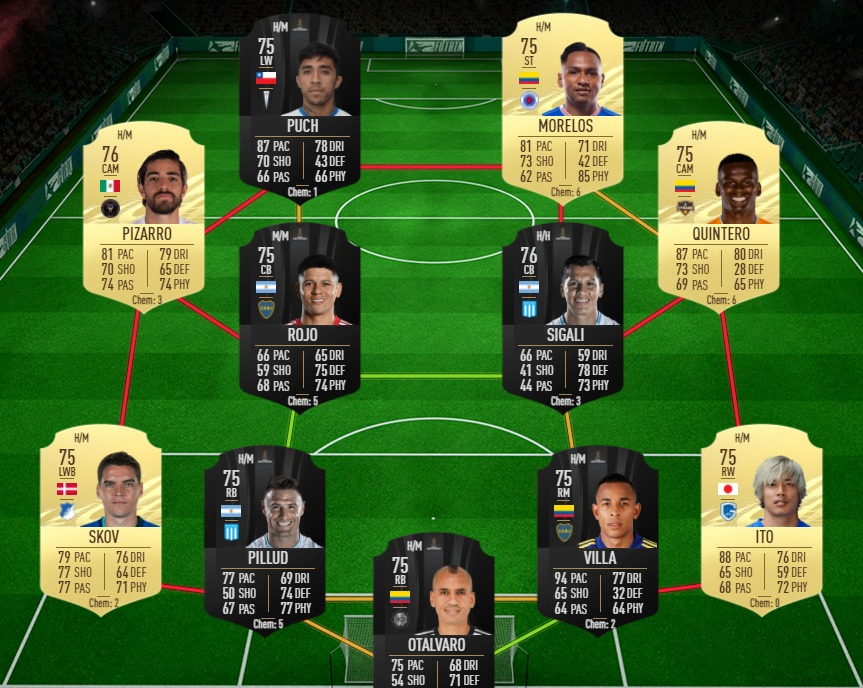 H/M
75
LW
PUCH
87 PAC 78 DRI
70 SHO 43 DEF
66 PAS 66 PHY
Chem: 1
H/M
75
ST
MORELOS
81 PAC 71 DRI
73 SHO 42 DEF
62 PAS 85 PHY
Chem: 6
H/M
76
CAM
PIZARRO
81 PAC 79 DRI
70 SHO 65 DEF
74 PAS 74 PHY
Chem: 3
M/M
75
CB
ROJO
66 PAC 65 DRI
59 SHO 75 DEF
68 PAS 74 PHY
Chem: 5
H/H
76
CB
SIGALI
66 PAC 59 DRI
41 SHO 78 DEF
44 PAS 73 PHY
Chem: 3
H/M
75
CAM
QUINTERO
87 PAC 80 DRI
73 SHO 28 DEF
69 PAS 65 PHY
Chem: 6
H/M
75
LWB
SKOV
79 PAC 76 DRI
77 SHO 64 DEF
77 PAS 71 PHY
Chem: 2
H/M
75
RB
PILLUD
77 PAC 69 DRI
50 SHO 74 DEF
67 PAS 77 PHY
Chem: 5
H/M
75
RB
OTALVARO
75 PAC 68 DRI
54 SHO 71 DEF
H/M
75
RM
VILLA
94 PAC 77 DRI
65 SHO 32 DEF
64 PAS 64 PHY
Chem: 2
H/M
75
RW
ITO
88 PAC 76 DRI
65 SHO 59 DEF
68 PAS 72 PHY
Chem: 0